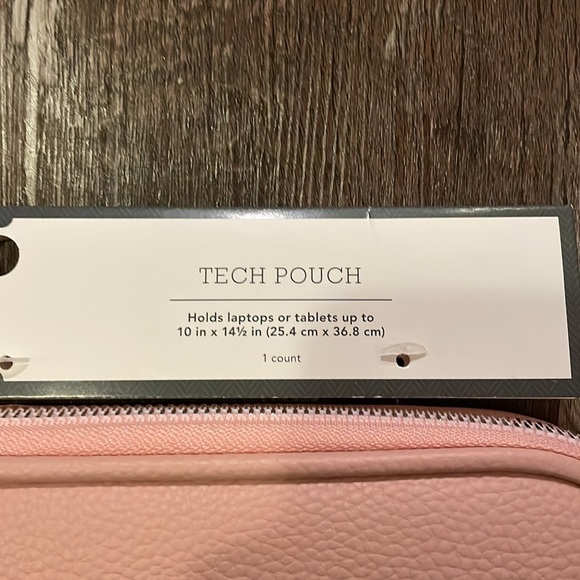 TECH POUCH
Holds laptops or tablets up to
10 in x 14½ in (25.4 cm x 36.8 cm)
1 count